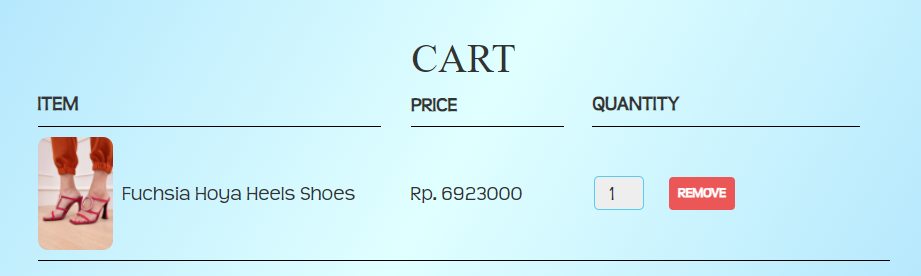 CART
ITEM PRICE QUANTITY
Fuchsia Hoya Heels Shoes Rp. 6923000 1 REMOVE